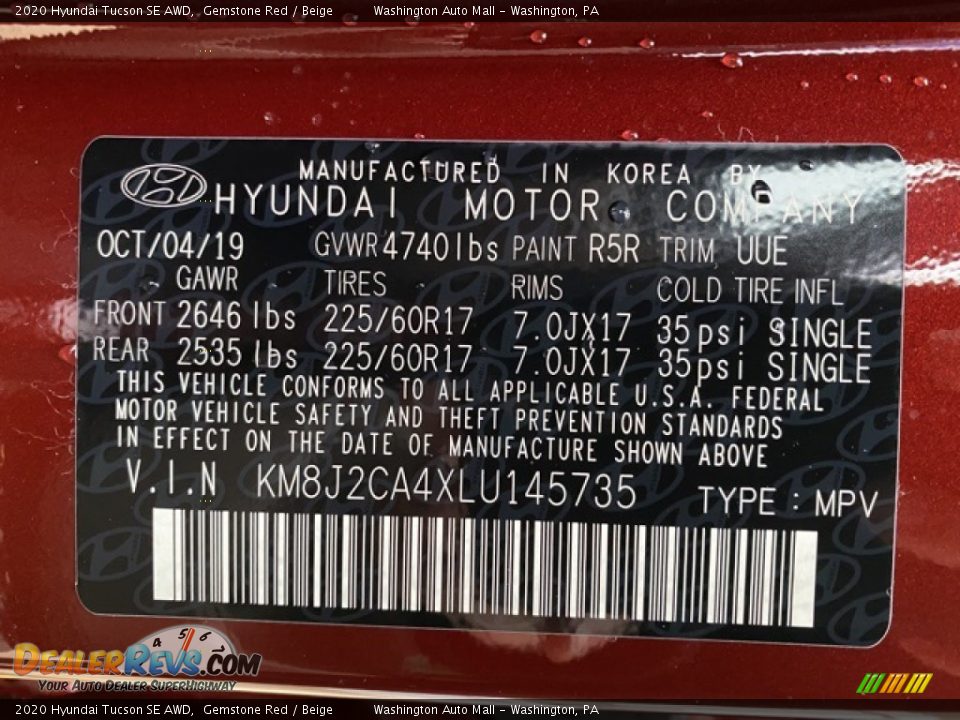 2020 Hyundai Tucson SE AWD, Gemstone Red / Beige Washington Auto Mall - Washington, PA
MANUFACTURED IN KOREA BY
HYUNDAI MOTOR COMPANY
OCT/04/19 GVWR 4740lbs PAINT R5R TRIM UUE
GAWR TIRES RIMS COLD TIRE INFL
FRONT 2646 lbs 225/60R17 7.0JX17 35psi SINGLE
REAR 2535 lbs 225/60R17 7.0JX17 35psi SINGLE
THIS VEHICLE CONFORMS TO ALL APPLICABLE U.S.A. FEDERAL
MOTOR VEHICLE SAFETY AND THEFT PREVENTION STANDARDS
IN EFFECT ON THE DATE OF MANUFACTURE SHOWN ABOVE
V.I.N KM8J2CA4XLU145735 TYPE : MPV
4 5 6
DEALERREVS.COM
YOUR AUTO DEALER SUPERHIGHWAY
2020 Hyundai Tucson SE AWD, Gemstone Red / Beige Washington Auto Mall - Washington, PA